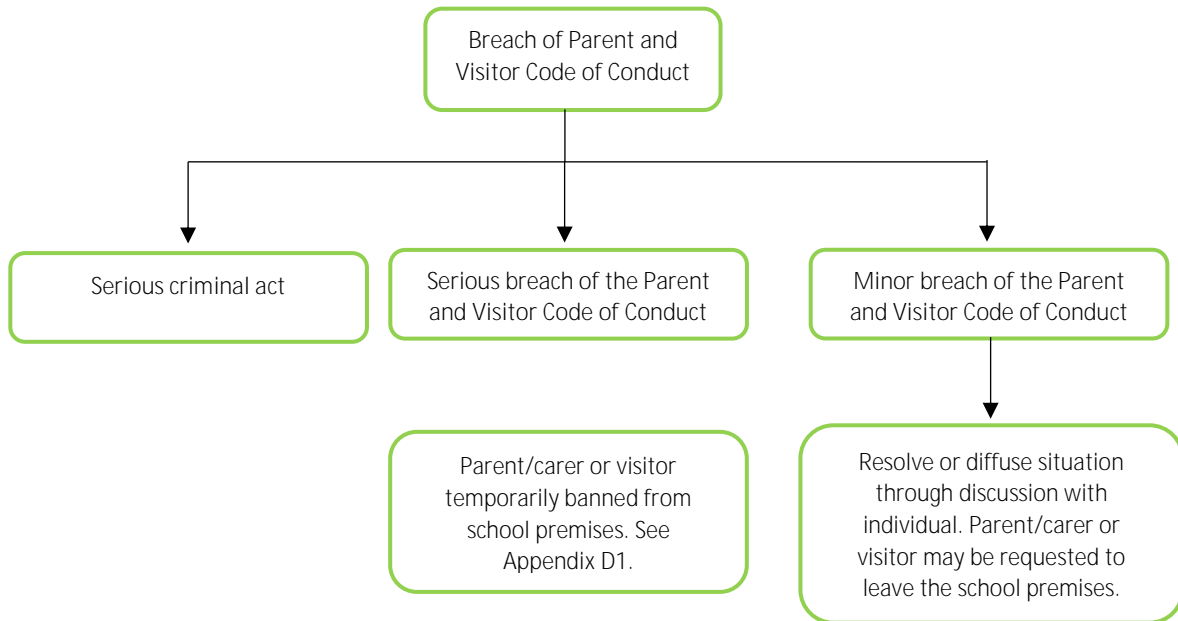 Breach of Parent and
Visitor Code of Conduct
Serious criminal act
Serious breach of the Parent
and Visitor Code of Conduct
Minor breach of the Parent
and Visitor Code of Conduct
Parent/carer or visitor
temporarily banned from
school premises. See
Appendix D1.
Resolve or diffuse situation
through discussion with
individual. Parent/carer or
visitor may be requested to
leave the school premises.